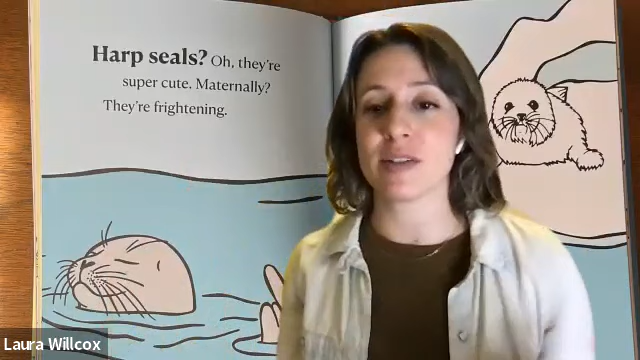 Harp seals? Oh, they're
super cute. Maternally?
They're frightening.
Laura Willcox